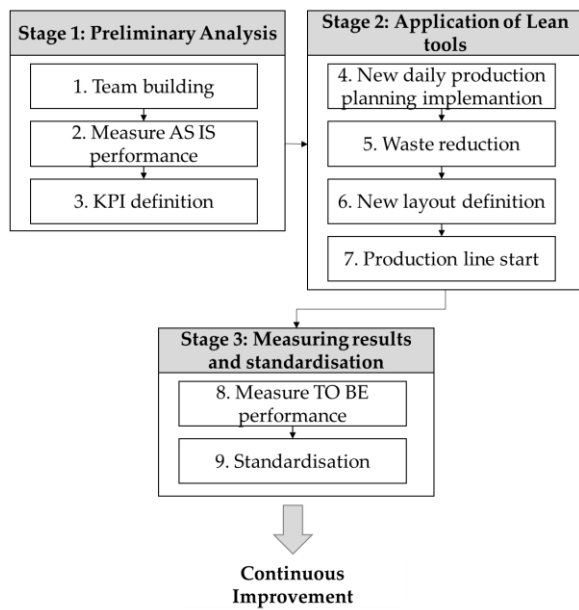 Stage 1: Preliminary Analysis
1. Team building
2. Measure AS IS
performance
3. KPI definition
Stage 2: Application of Lean
tools
4. New daily production
planning implemantion
5. Waste reduction
6. New layout definition
7. Production line start
Stage 3: Measuring results
and standardisation
8. Measure TO BE
performance
9. Standardisation
Continuous
Improvement